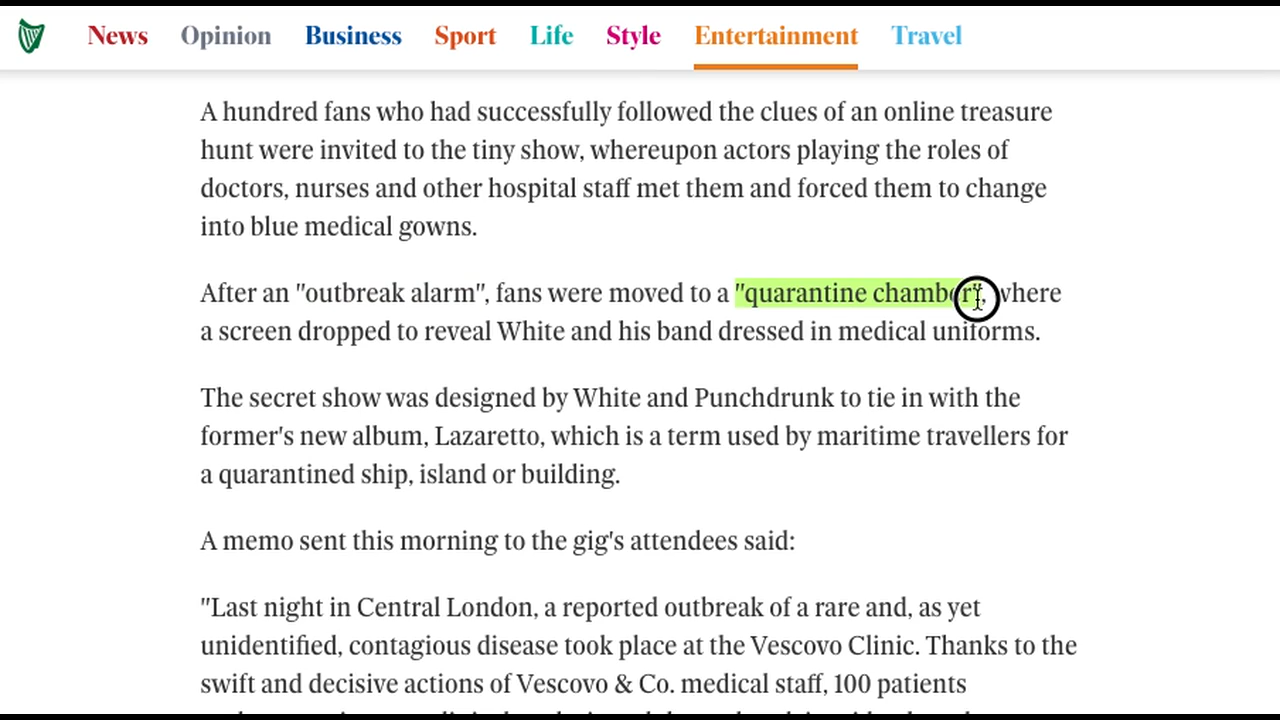 News Opinion Business Sport Life Style Entertainment Travel
A hundred fans who had successfully followed the clues of an online treasure
hunt were invited to the tiny show, whereupon actors playing the roles of
doctors, nurses and other hospital staff met them and forced them to change
into blue medical gowns.
After an "outbreak alarm", fans were moved to a "quarantine chamber", where
a screen dropped to reveal White and his band dressed in medical uniforms.
The secret show was designed by White and Punchdrunk to tie in with the
former's new album, Lazaretto, which is a term used by maritime travellers for
a quarantined ship, island or building.
A memo sent this morning to the gig's attendees said:
"Last night in Central London, a reported outbreak of a rare and, as yet
unidentified, contagious disease took place at the Vescovo Clinic. Thanks to the
swift and decisive actions of Vescovo & Co. medical staff, 100 patients